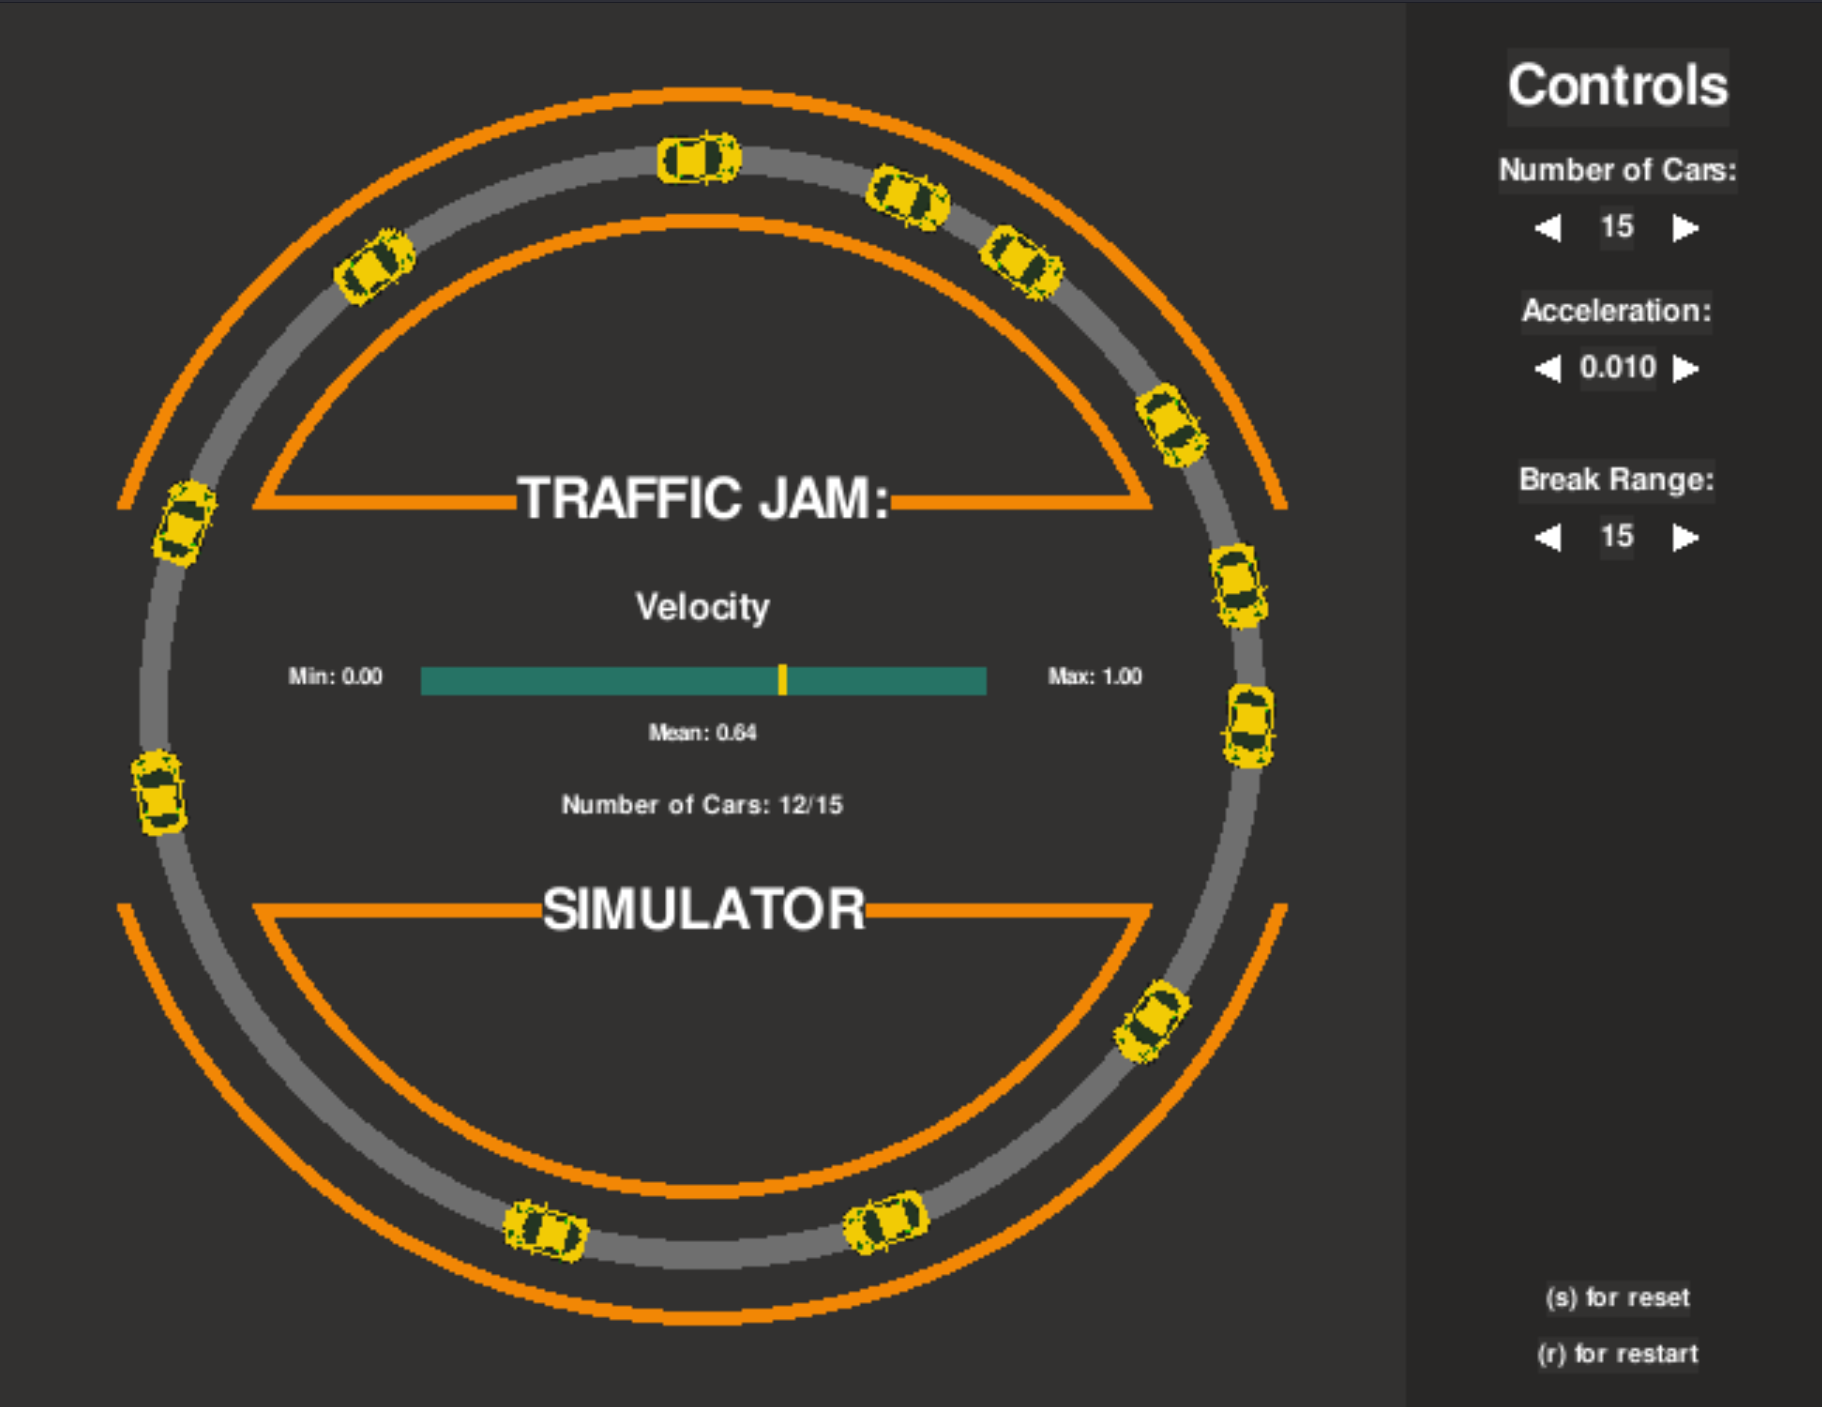 TRAFFIC JAM:
Velocity
Min: 0.00
Max: 1.00
Mean: 0.64
Number of Cars: 12/15
SIMULATOR
Controls
Number of Cars:
15
Acceleration:
0.010
Break Range:
15
(s) for reset
(r) for restart